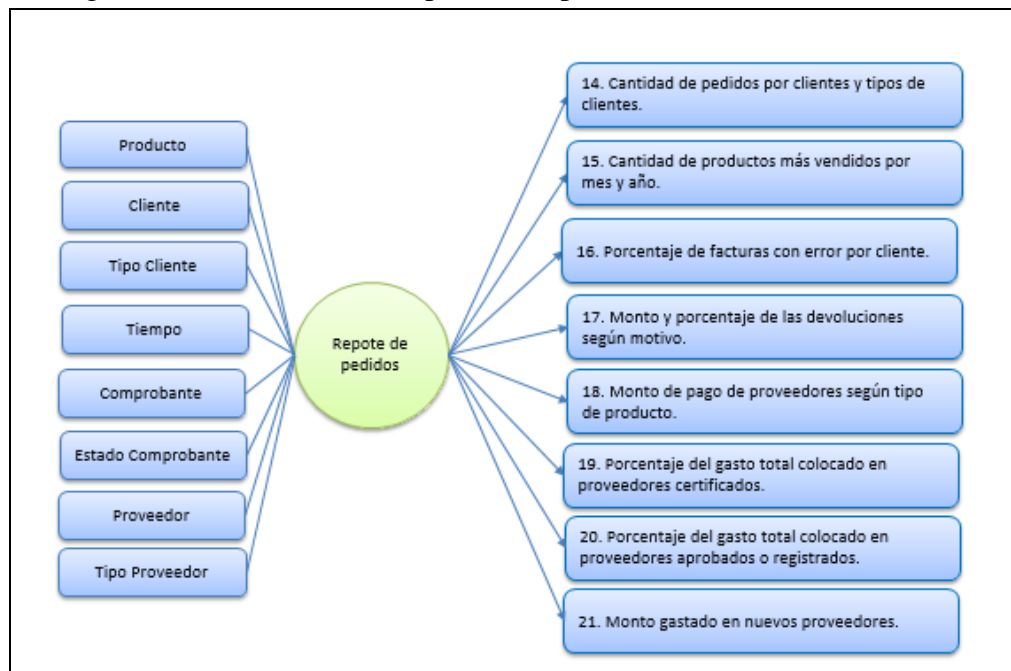 Producto
Cliente
Tipo Cliente
Tiempo
Comprobante
Estado Comprobante
Proveedor
Tipo Proveedor
Repote de
pedidos
14. Cantidad de pedidos por clientes y tipos de
clientes.
15. Cantidad de productos más vendidos por
mes y año.
16. Porcentaje de facturas con error por cliente.
17. Monto y porcentaje de las devoluciones
según motivo.
18. Monto de pago de proveedores según tipo
de producto.
19. Porcentaje del gasto total colocado en
proveedores certificados.
20. Porcentaje del gasto total colocado en
proveedores aprobados o registrados.
21. Monto gastado en nuevos proveedores.